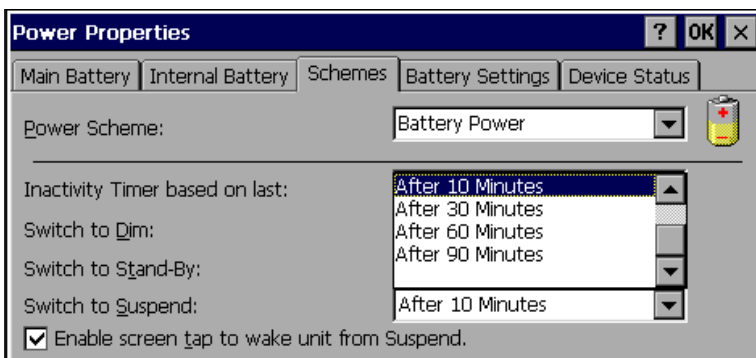 Power Properties ? OK ×
Main Battery Internal Battery Schemes Battery Settings Device Status
Power Scheme: Battery Power
Inactivity Timer based on last: After 10 Minutes
After 30 Minutes
Switch to Dim: After 60 Minutes
After 90 Minutes
Switch to Stand-By:
Switch to Suspend: After 10 Minutes
Enable screen tap to wake unit from Suspend.